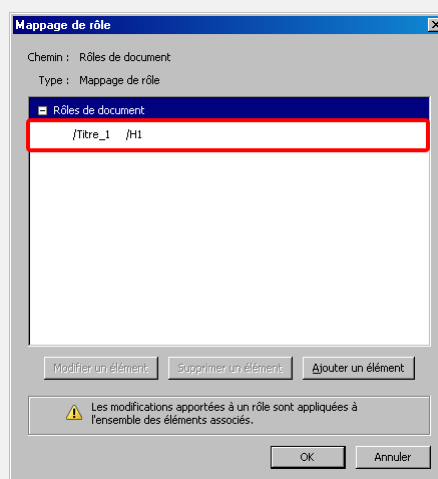 Mappage de rôle
Chemin : Rôles de document
Type : Mappage de rôle
Rôles de document
/Titre_1 /H1
Modifier un élément Supprimer un élément Ajouter un élément
Les modifications apportées à un rôle sont appliquées à
l'ensemble des éléments associés.
OK Annuler